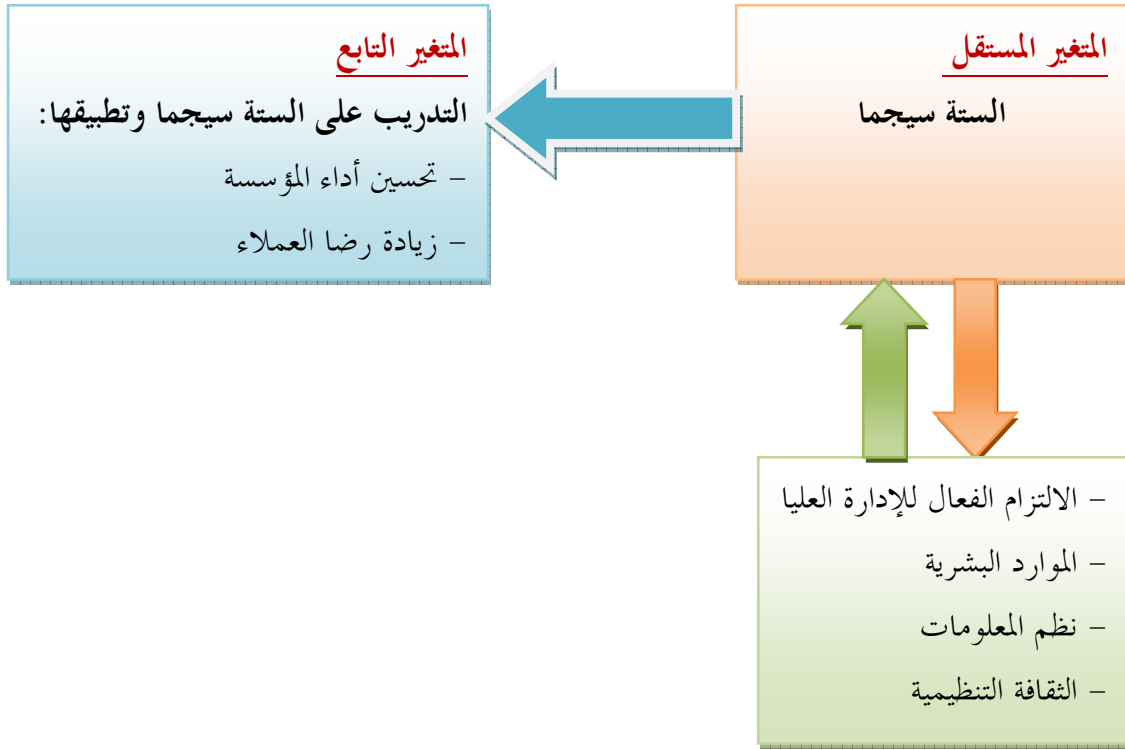 المتغير المستقل
الستة سيجما
المتغير التابع
التدريب على الستة سيجما وتطبيقها:
– تحسين أداء المؤسسة
– زيادة رضا العملاء
– الالتزام الفعال للإدارة العليا
– الموارد البشرية
– نظم المعلومات
– الثقافة التنظيمية